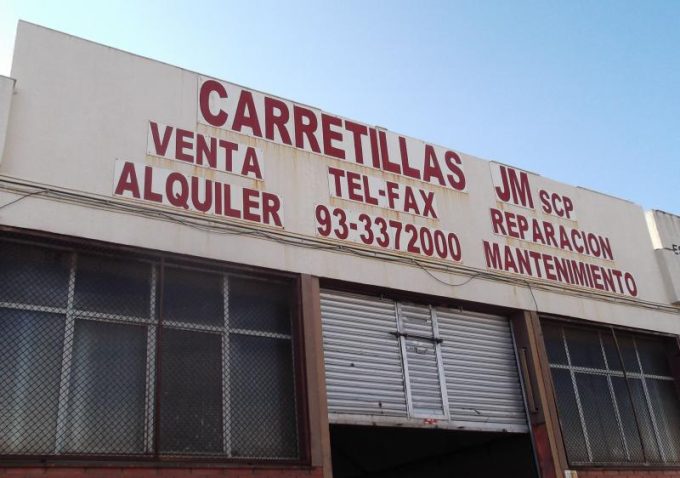 CARRETILLAS JM SCP
VENTA
ALQUILER
TEL-FAX
93-3372000
REPARACION
MANTENIMIENTO